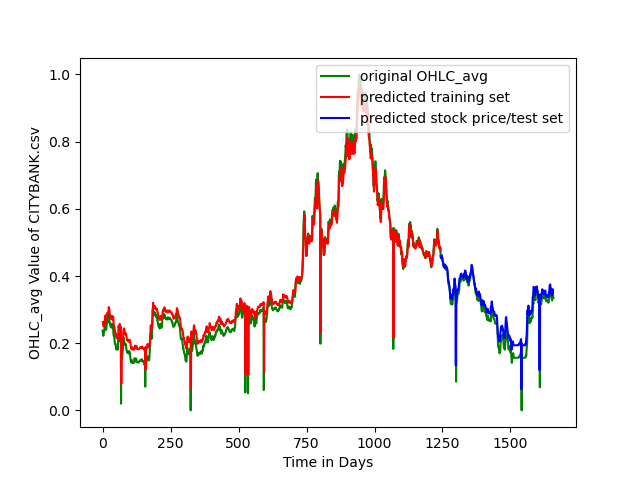 original OHLC_avg
predicted training set
predicted stock price/test set
OHLC_avg Value of CITYBANK.csv
1.0
0.8
0.6
0.4
0.2
0.0
0 250 500 750 1000 1250 1500
Time in Days